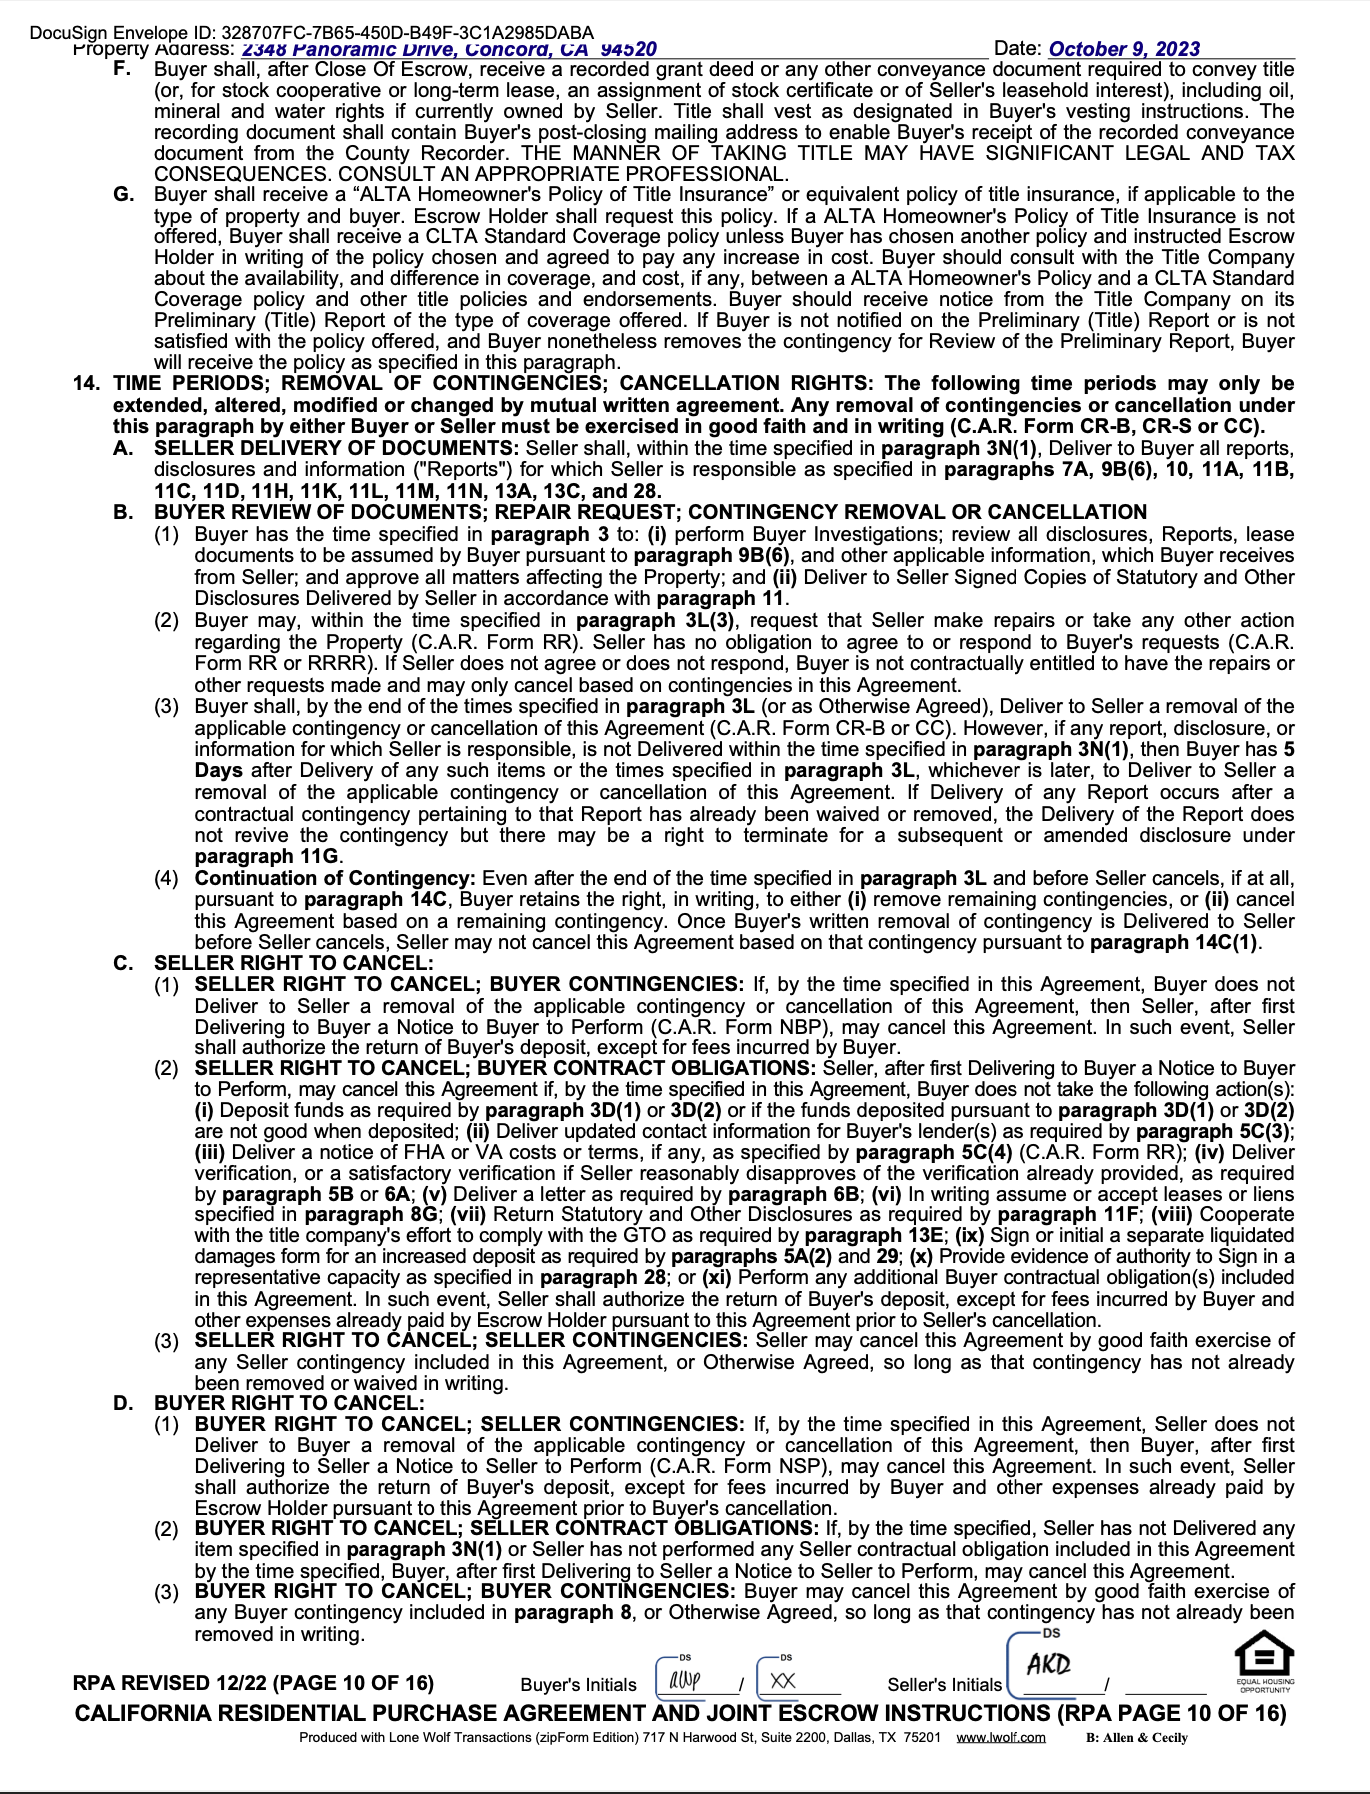 DocuSign Envelope ID: 328707FC-7B65-450D-B49F-3C1A2985DABA
Property Address: 2348 Panoramic Drive, Concord, CA 94520 Date: October 9, 2023
F. Buyer shall, after Close Of Escrow, receive a recorded grant deed or any other conveyance document required to convey title
(or, for stock cooperative or long-term lease, an assignment of stock certificate or of Seller's leasehold interest), including oil,
mineral and water rights if currently owned by Seller. Title shall vest as designated in Buyer's vesting instructions. The
recording document shall contain Buyer's post-closing mailing address to enable Buyer's receipt of the recorded conveyance
document from the County Recorder. THE MANNER OF TAKING TITLE MAY HAVE SIGNIFICANT LEGAL AND TAX
CONSEQUENCES. CONSULT AN APPROPRIATE PROFESSIONAL.
G. Buyer shall receive a “ALTA Homeowner's Policy of Title Insurance” or equivalent policy of title insurance, if applicable to the
type of property and buyer. Escrow Holder shall request this policy. If a ALTA Homeowner's Policy of Title Insurance is not
offered, Buyer shall receive a CLTA Standard Coverage policy unless Buyer has chosen another policy and instructed Escrow
Holder in writing of the policy chosen and agreed to pay any increase in cost. Buyer should consult with the Title Company
about the availability, and difference in coverage, and cost, if any, between a ALTA Homeowner's Policy and a CLTA Standard
Coverage policy and other title policies and endorsements. Buyer should receive notice from the Title Company on its
Preliminary (Title) Report of the type of coverage offered. If Buyer is not notified on the Preliminary (Title) Report or is not
satisfied with the policy offered, and Buyer nonetheless removes the contingency for Review of the Preliminary Report, Buyer
will receive the policy as specified in this paragraph.
14. TIME PERIODS; REMOVAL OF CONTINGENCIES; CANCELLATION RIGHTS: The following time periods may only be
extended, altered, modified or changed by mutual written agreement. Any removal of contingencies or cancellation under
this paragraph by either Buyer or Seller must be exercised in good faith and in writing (C.A.R. Form CR-B, CR-S or CC).
A. SELLER DELIVERY OF DOCUMENTS: Seller shall, within the time specified in paragraph 3N(1), Deliver to Buyer all reports,
disclosures and information ("Reports") for which Seller is responsible as specified in paragraphs 7A, 9B(6), 10, 11A, 11B,
11C, 11D, 11H, 11K, 11L, 11M, 11N, 13A, 13C, and 28.
B. BUYER REVIEW OF DOCUMENTS; REPAIR REQUEST; CONTINGENCY REMOVAL OR CANCELLATION
(1) Buyer has the time specified in paragraph 3 to: (i) perform Buyer Investigations; review all disclosures, Reports, lease
documents to be assumed by Buyer pursuant to paragraph 9B(6), and other applicable information, which Buyer receives
from Seller; and approve all matters affecting the Property; and (ii) Deliver to Seller Signed Copies of Statutory and Other
Disclosures Delivered by Seller in accordance with paragraph 11.
(2) Buyer may, within the time specified in paragraph 3L(3), request that Seller make repairs or take any other action
regarding the Property (C.A.R. Form RR). Seller has no obligation to agree to or respond to Buyer's requests (C.A.R.
Form RR or RRRR). If Seller does not agree or does not respond, Buyer is not contractually entitled to have the repairs or
other requests made and may only cancel based on contingencies in this Agreement.
(3) Buyer shall, by the end of the times specified in paragraph 3L (or as Otherwise Agreed), Deliver to Seller a removal of the
applicable contingency or cancellation of this Agreement (C.A.R. Form CR-B or CC). However, if any report, disclosure, or
information for which Seller is responsible, is not Delivered within the time specified in paragraph 3N(1), then Buyer has 5
Days after Delivery of any such items or the times specified in paragraph 3L, whichever is later, to Deliver to Seller a
removal of the applicable contingency or cancellation of this Agreement. If Delivery of any Report occurs after a
contractual contingency pertaining to that Report has already been waived or removed, the Delivery of the Report does
not revive the contingency but there may be a right to terminate for a subsequent or amended disclosure under
paragraph 11G.
(4) Continuation of Contingency: Even after the end of the time specified in paragraph 3L and before Seller cancels, if at all,
pursuant to paragraph 14C, Buyer retains the right, in writing, to either (i) remove remaining contingencies, or (ii) cancel
this Agreement based on a remaining contingency. Once Buyer's written removal of contingency is Delivered to Seller
before Seller cancels, Seller may not cancel this Agreement based on that contingency pursuant to paragraph 14C(1).
C. SELLER RIGHT TO CANCEL:
(1) SELLER RIGHT TO CANCEL; BUYER CONTINGENCIES: If, by the time specified in this Agreement, Buyer does not
Deliver to Seller a removal of the applicable contingency or cancellation of this Agreement, then Seller, after first
Delivering to Buyer a Notice to Buyer to Perform (C.A.R. Form NBP), may cancel this Agreement. In such event, Seller
shall authorize the return of Buyer's deposit, except for fees incurred by Buyer.
(2) SELLER RIGHT TO CANCEL; BUYER CONTRACT OBLIGATIONS: Seller, after first Delivering to Buyer a Notice to Buyer
to Perform, may cancel this Agreement if, by the time specified in this Agreement, Buyer does not take the following action(s):
(i) Deposit funds as required by paragraph 3D(1) or 3D(2) or if the funds deposited pursuant to paragraph 3D(1) or 3D(2)
are not good when deposited; (ii) Deliver updated contact information for Buyer's lender(s) as required by paragraph 5C(3);
(iii) Deliver a notice of FHA or VA costs or terms, if any, as specified by paragraph 5C(4) (C.A.R. Form RR); (iv) Deliver
verification, or a satisfactory verification if Seller reasonably disapproves of the verification already provided, as required
by paragraph 5B or 6A; (v) Deliver a letter as required by paragraph 6B; (vi) In writing assume or accept leases or liens
specified in paragraph 8G; (vii) Return Statutory and Other Disclosures as required by paragraph 11F; (viii) Cooperate
with the title company's effort to comply with the GTO as required by paragraph 13E; (ix) Sign or initial a separate liquidated
damages form for an increased deposit as required by paragraphs 5A(2) and 29; (x) Provide evidence of authority to Sign in a
representative capacity as specified in paragraph 28; or (xi) Perform any additional Buyer contractual obligation(s) included
in this Agreement. In such event, Seller shall authorize the return of Buyer's deposit, except for fees incurred by Buyer and
other expenses already paid by Escrow Holder pursuant to this Agreement prior to Seller's cancellation.
(3) SELLER RIGHT TO CANCEL; SELLER CONTINGENCIES: Seller may cancel this Agreement by good faith exercise of
any Seller contingency included in this Agreement, or Otherwise Agreed, so long as that contingency has not already
been removed or waived in writing.
D. BUYER RIGHT TO CANCEL:
(1) BUYER RIGHT TO CANCEL; SELLER CONTINGENCIES: If, by the time specified in this Agreement, Seller does not
Deliver to Buyer a removal of the applicable contingency or cancellation of this Agreement, then Buyer, after first
Delivering to Seller a Notice to Seller to Perform (C.A.R. Form NSP), may cancel this Agreement. In such event, Seller
shall authorize the return of Buyer's deposit, except for fees incurred by Buyer and other expenses already paid by
Escrow Holder pursuant to this Agreement prior to Buyer's cancellation.
(2) BUYER RIGHT TO CANCEL; SELLER CONTRACT OBLIGATIONS: If, by the time specified, Seller has not Delivered any
item specified in paragraph 3N(1) or Seller has not performed any Seller contractual obligation included in this Agreement
by the time specified, Buyer, after first Delivering to Seller a Notice to Seller to Perform, may cancel this Agreement.
(3) BUYER RIGHT TO CANCEL; BUYER CONTINGENCIES: Buyer may cancel this Agreement by good faith exercise of
any Buyer contingency included in paragraph 8, or Otherwise Agreed, so long as that contingency has not already been
removed in writing.
DS DS DS
RPA REVISED 12/22 (PAGE 10 OF 16) Buyer's Initials / XX Seller's Initials AKD /
EQUAL HOUSING
OPPORTUNITY
CALIFORNIA RESIDENTIAL PURCHASE AGREEMENT AND JOINT ESCROW INSTRUCTIONS (RPA PAGE 10 OF 16)
Produced with Lone Wolf Transactions (zipForm Edition) 717 N Harwood St, Suite 2200, Dallas, TX 75201 www.lwolf.com B: Allen & Cecily